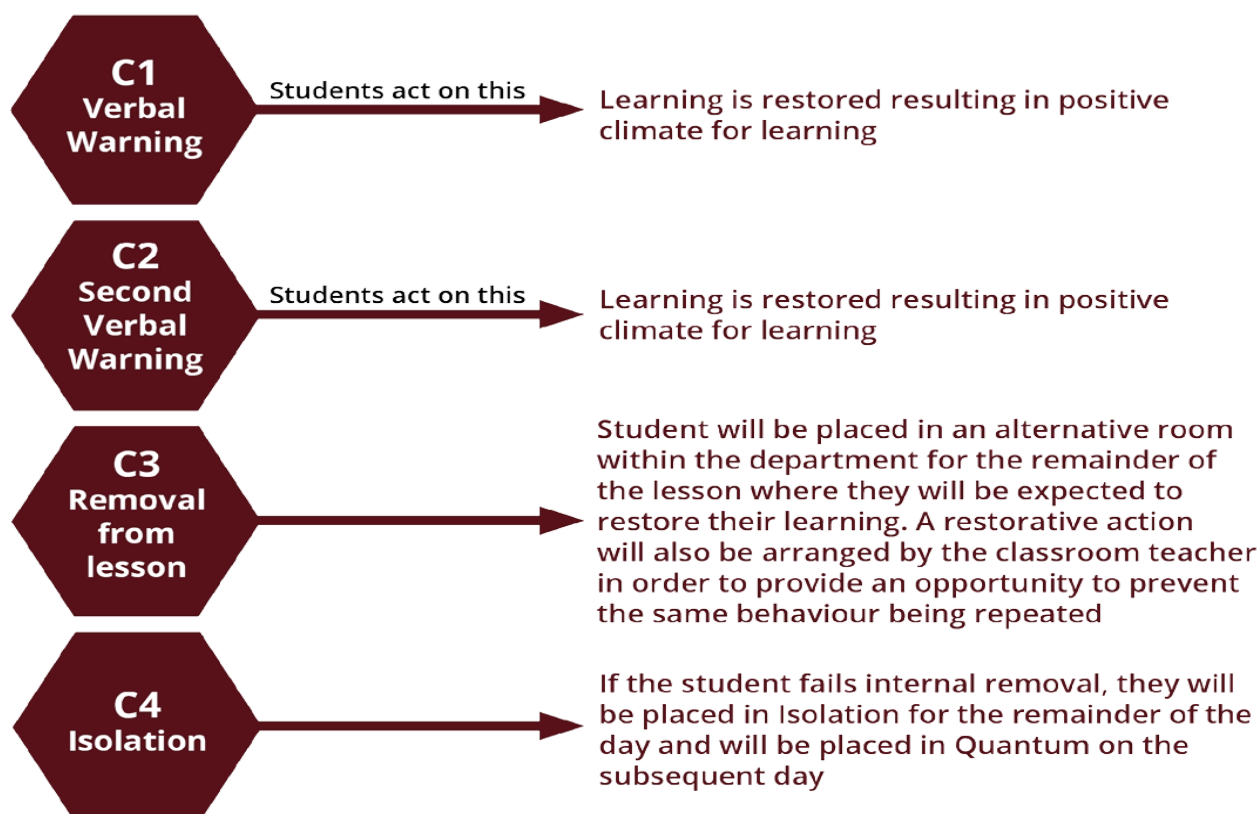 C1
Verbal
Warning
Students act on this
Learning is restored resulting in positive
climate for learning
C2
Second
Verbal
Warning
Students act on this
Learning is restored resulting in positive
climate for learning
C3
Removal
from
lesson
Student will be placed in an alternative room
within the department for the remainder of
the lesson where they will be expected to
restore their learning. A restorative action
will also be arranged by the classroom teacher
in order to provide an opportunity to prevent
the same behaviour being repeated
C4
Isolation
If the student fails internal removal, they will
be placed in Isolation for the remainder of the
day and will be placed in Quantum on the
subsequent day